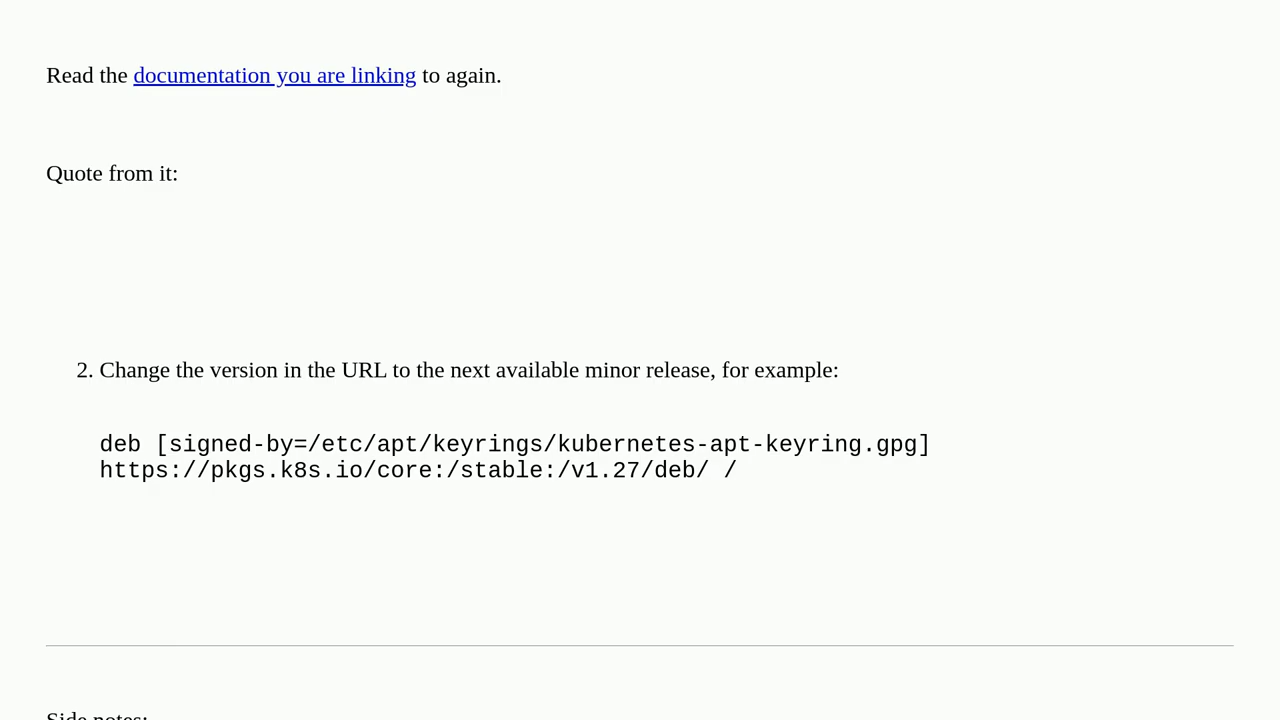 Read the documentation you are linking to again.
Quote from it:
2. Change the version in the URL to the next available minor release, for example:
deb [signed-by=/etc/apt/keyrings/kubernetes-apt-keyring.gpg]
https://pkgs.k8s.io/core:/stable:/v1.27/deb/ /
Side notes: